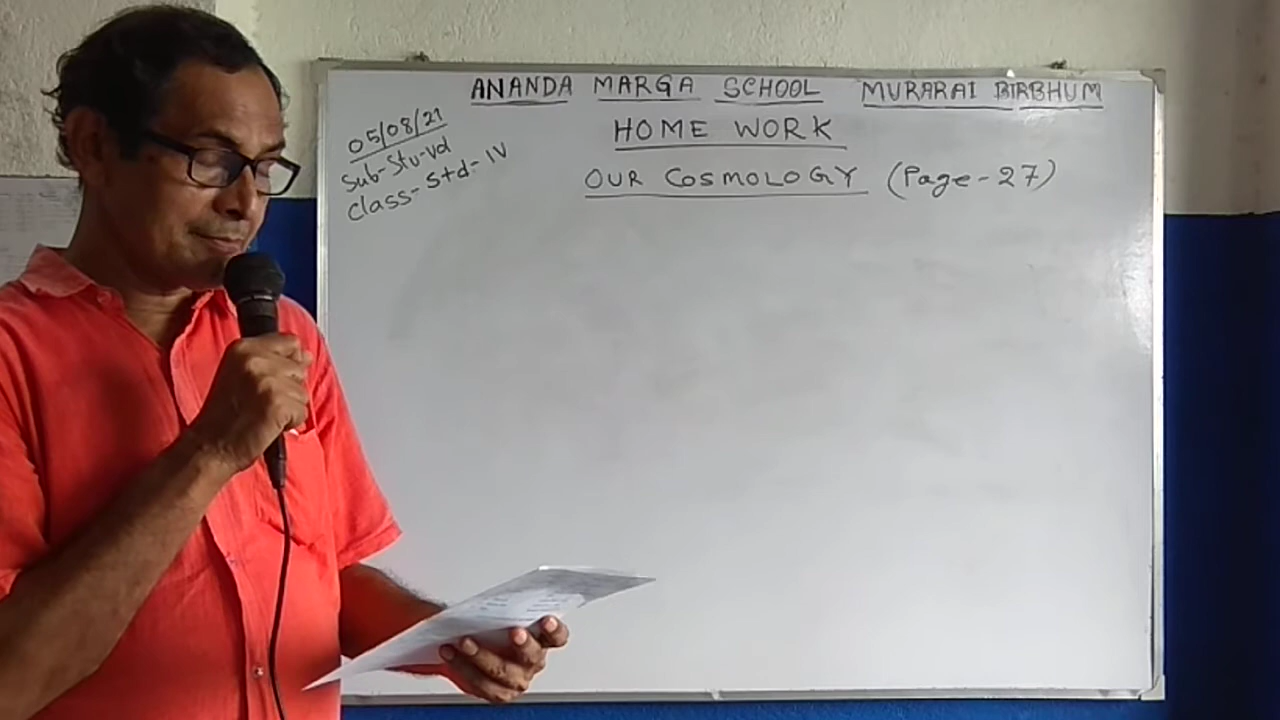 ANANDA MARGA SCHOOL MURARAI BIRBHUM
HOME WORK
05/08/21
Sub-Stu-Vd
Class- Std- IV
OUR COSMOLOGY (Page-27)